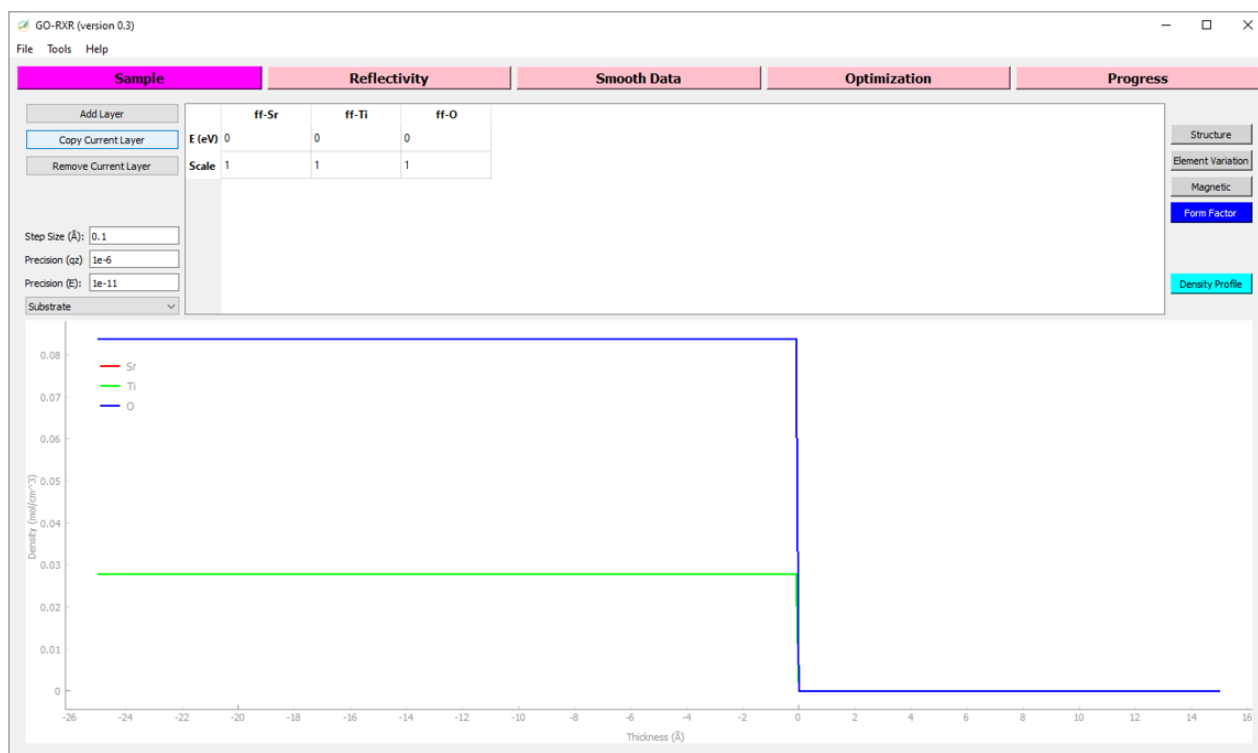 GO-RXR (version 0.3)
File Tools Help
Sample Reflectivity Smooth Data Optimization Progress
Add Layer
Copy Current Layer
Remove Current Layer
Step Size (Å): 0.1
Precision (qz) 1e-6
Precision (E): 1e-11
Substrate
ff-Sr ff-Ti ff-O
E (eV) 0 0 0
Scale 1 1 1
Structure
Element Variation
Magnetic
Form Factor
Density Profile
Density (mol/cm^3)
0.08
0.07
0.06
0.05
0.04
0.03
0.02
0.01
0
Sr
Ti
O
-26 -24 -22 -20 -18 -16 -14 -12 -10 -8 -6 -4 -2 0 2 4 6 8 10 12 14 16
Thickness (Å)